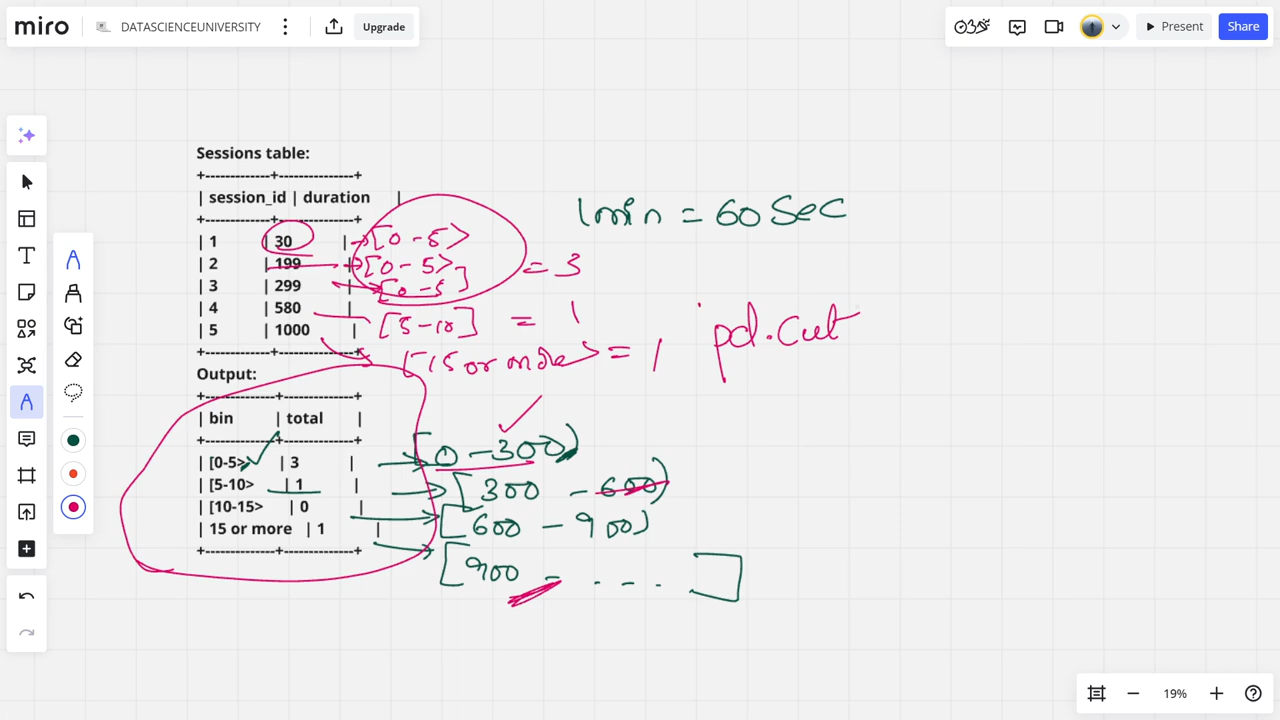 miro DATASCIENCEUNIVERSITY Upgrade Present Share
Sessions table:
+-------------+--------------+
| session_id | duration |
+-------------+--------------+
| 1 | 30 |
| 2 | 199 |
| 3 | 299 |
| 4 | 580 |
| 5 | 1000 |
+-------------+--------------+
Output:
+--------------+--------------+
| bin | total |
+--------------+--------------+
| [0-5> | 3 |
| [5-10> | 1 |
| [10-15> | 0 |
| 15 or more | 1 |
+--------------+--------------+
1min = 60 Sec
[0-5>
[0-5>
[0-5]
= 3
[5-10] = 1
[15 or more> = 1
pd.cut
[0-300)
[300 - 600)
[600 - 900)
[900 - . - . ]
19%